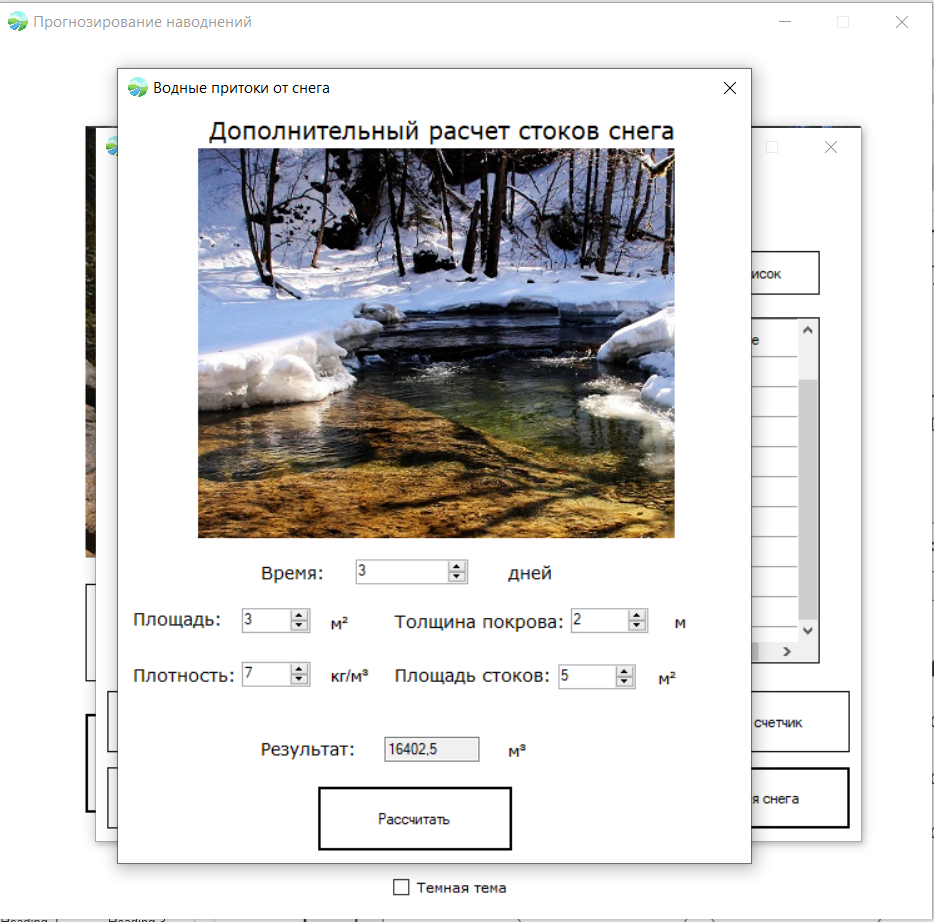 Прогнозирование наводнений
Водные притоки от снега
Дополнительный расчет стоков снега
исок
е
Время: 3 дней
Площадь: 3 м² Толщина покрова: 2 м
Плотность: 7 кг/м³ Площадь стоков: 5 м²
счетчик
Результат: 16402,5 м³
я снега
Рассчитать
Темная тема